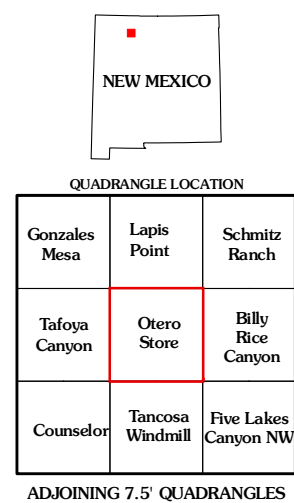 NEW MEXICO
QUADRANGLE LOCATION
Gonzales
Mesa
Lapis
Point
Schmitz
Ranch
Tafoya
Canyon
Otero
Store
Billy
Rice
Canyon
Counselor
Tancosa
Windmill
Five Lakes
Canyon NW
ADJOINING 7.5' QUADRANGLES